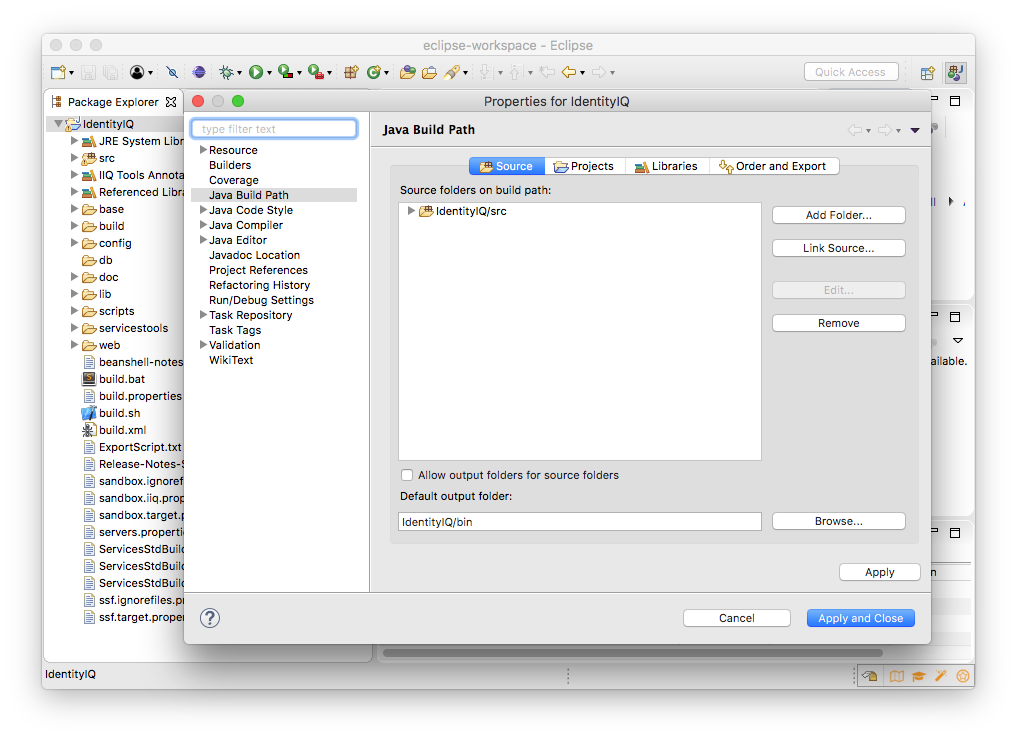 eclipse-workspace - Eclipse
Quick Access
Package Explorer
IdentityIQ
JRE System Libr
src
IIQ Tools Annota
Referenced Libra
base
build
config
db
doc
lib
scripts
servicestools
web
beanshell-notes
build.bat
build.properties
build.sh
build.xml
ExportScript.txt
Release-Notes-S
sandbox.ignoref
sandbox.iiq.prop
sandbox.target.p
servers.propertie
ServicesStdBuild
ServicesStdBuild
ServicesStdBuild
ssf.ignorefiles.pr
ssf.target.proper
Properties for IdentityIQ
type filter text
Resource
Builders
Coverage
Java Build Path
Java Code Style
Java Compiler
Java Editor
Javadoc Location
Project References
Refactoring History
Run/Debug Settings
Task Repository
Task Tags
Validation
WikiText
Java Build Path
Source Projects Libraries Order and Export
Source folders on build path:
IdentityIQ/src
Add Folder...
Link Source...
Edit...
Remove
Allow output folders for source folders
Default output folder:
IdentityIQ/bin
Browse...
Apply
Cancel
Apply and Close
ailable.
IdentityIQ